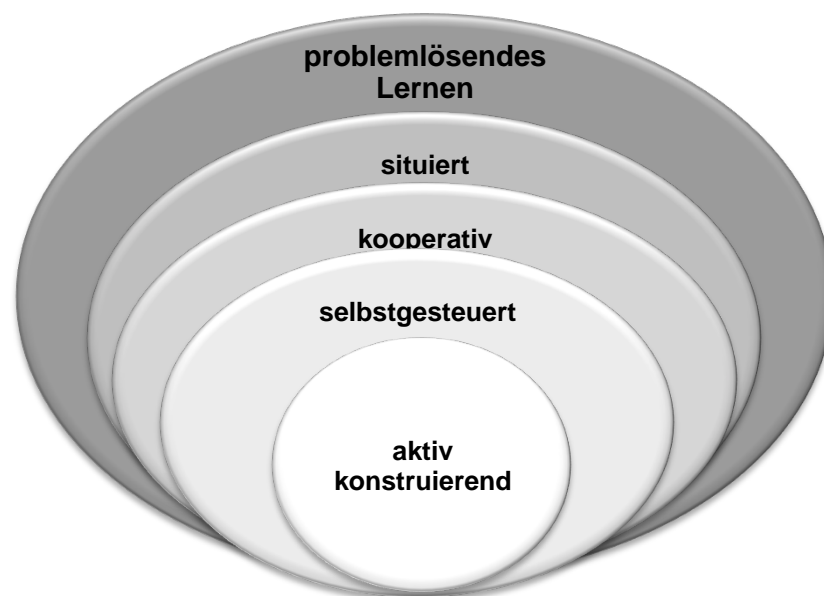 problemlösendes
Lernen
situiert
kooperativ
selbstgesteuert
aktiv
konstruierend